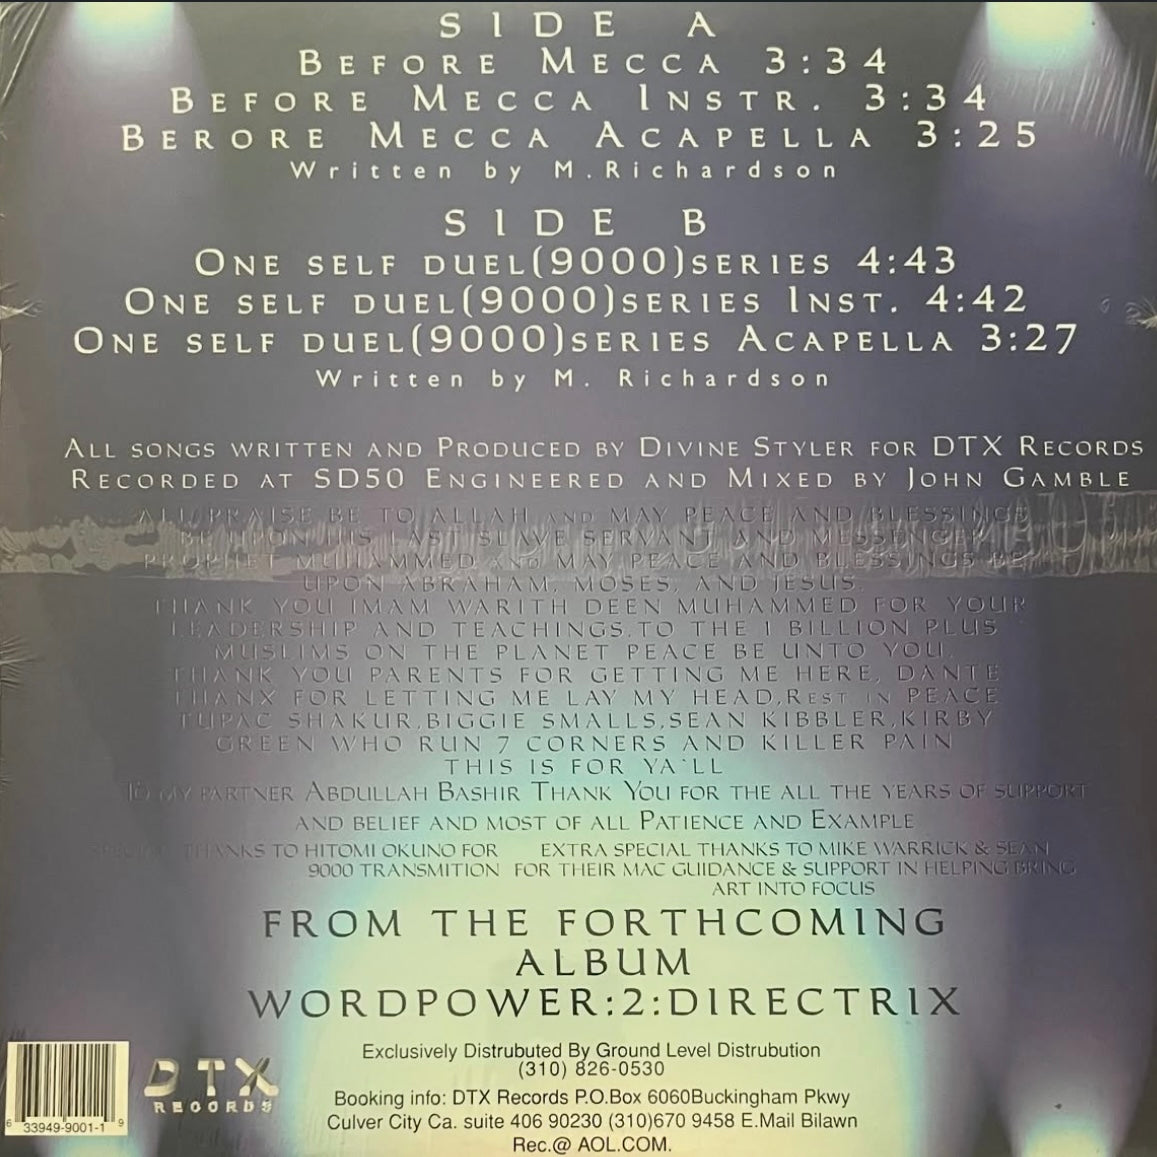 SIDE A
BEFORE MECCA 3:34
BEFORE MECCA INSTR. 3:34
BERORE MECCA ACAPELLA 3:25
Written by M.Richardson
SIDE B
ONE SELF DUEL(9000)SERIES 4:43
ONE SELF DUEL(9000)SERIES INST. 4:42
ONE SELF DUEL(9000)SERIES ACAPELLA 3:27
Written by M. Richardson
ALL SONGS WRITTEN AND PRODUCED BY DIVINE STYLER FOR DTX RECORDS
RECORDED AT SD50 ENGINEERED AND MIXED BY JOHN GAMBLE
ALL PRAISE BE TO ALLAH AND MAY PEACE AND BLESSINGS
BE UPON HIS LAST SLAVE SERVANT AND MESSENGER
PROPHET MUHAMMED AND MAY PEACE AND BLESSINGS BE
UPON ABRAHAM, MOSES, AND JESUS.
THANK YOU IMAM WARITH DEEN MUHAMMED FOR YOUR
LEADERSHIP AND TEACHINGS.TO THE 1 BILLION PLUS
MUSLIMS ON THE PLANET PEACE BE UNTO YOU.
THANK YOU PARENTS FOR GETTING ME HERE, DANTE
THANX FOR LETTING ME LAY MY HEAD,REST IN PEACE
TUPAC SHAKUR,BIGGIE SMALLS,SEAN KIBBLER,KIRBY
GREEN WHO RUN 7 CORNERS AND KILLER PAIN
THIS IS FOR YA`LL
TO MY PARTNER ABDULLAH BASHIR THANK YOU FOR THE ALL THE YEARS OF SUPPORT
AND BELIEF AND MOST OF ALL PATIENCE AND EXAMPLE
SPECIAL THANKS TO HITOMI OKUNO FOR
9000 TRANSMITION
EXTRA SPECIAL THANKS TO MIKE WARRICK & SEAN
FOR THEIR MAC GUIDANCE & SUPPORT IN HELPING BRING
ART INTO FOCUS
FROM THE FORTHCOMING
ALBUM
WORDPOWER:2:DIRECTRIX
Exclusively Distrubuted By Ground Level Distrubution
(310) 826-0530
Booking info: DTX Records P.O.Box 6060Buckingham Pkwy
Culver City Ca. suite 406 90230 (310)670 9458 E.Mail Bilawn
Rec.@ AOL.COM.
DTX
RECORDS
6 33949-9001-1 9